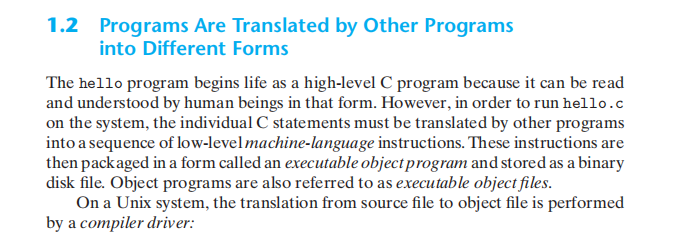 1.2 Programs Are Translated by Other Programs
into Different Forms
The hello program begins life as a high-level C program because it can be read
and understood by human beings in that form. However, in order to run hello.c
on the system, the individual C statements must be translated by other programs
into a sequence of low-level machine-language instructions. These instructions are
then packaged in a form called an executable object program and stored as a binary
disk file. Object programs are also referred to as executable object files.
On a Unix system, the translation from source file to object file is performed
by a compiler driver: